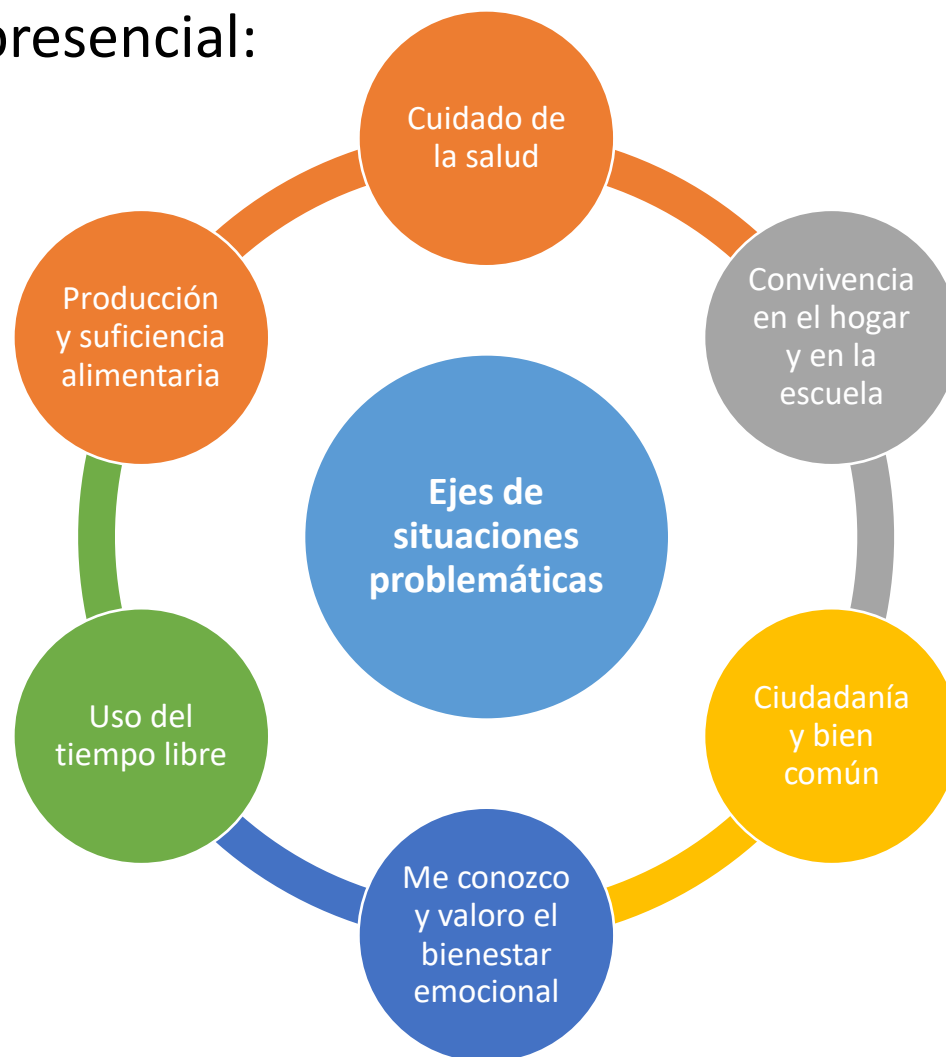 presencial:
Cuidado de
la salud
Convivencia
en el hogar
y en la
escuela
Ciudadanía
y bien
común
Me conozco
y valoro el
bienestar
emocional
Uso del
tiempo libre
Producción
y suficiencia
alimentaria
Ejes de
situaciones
problemáticas